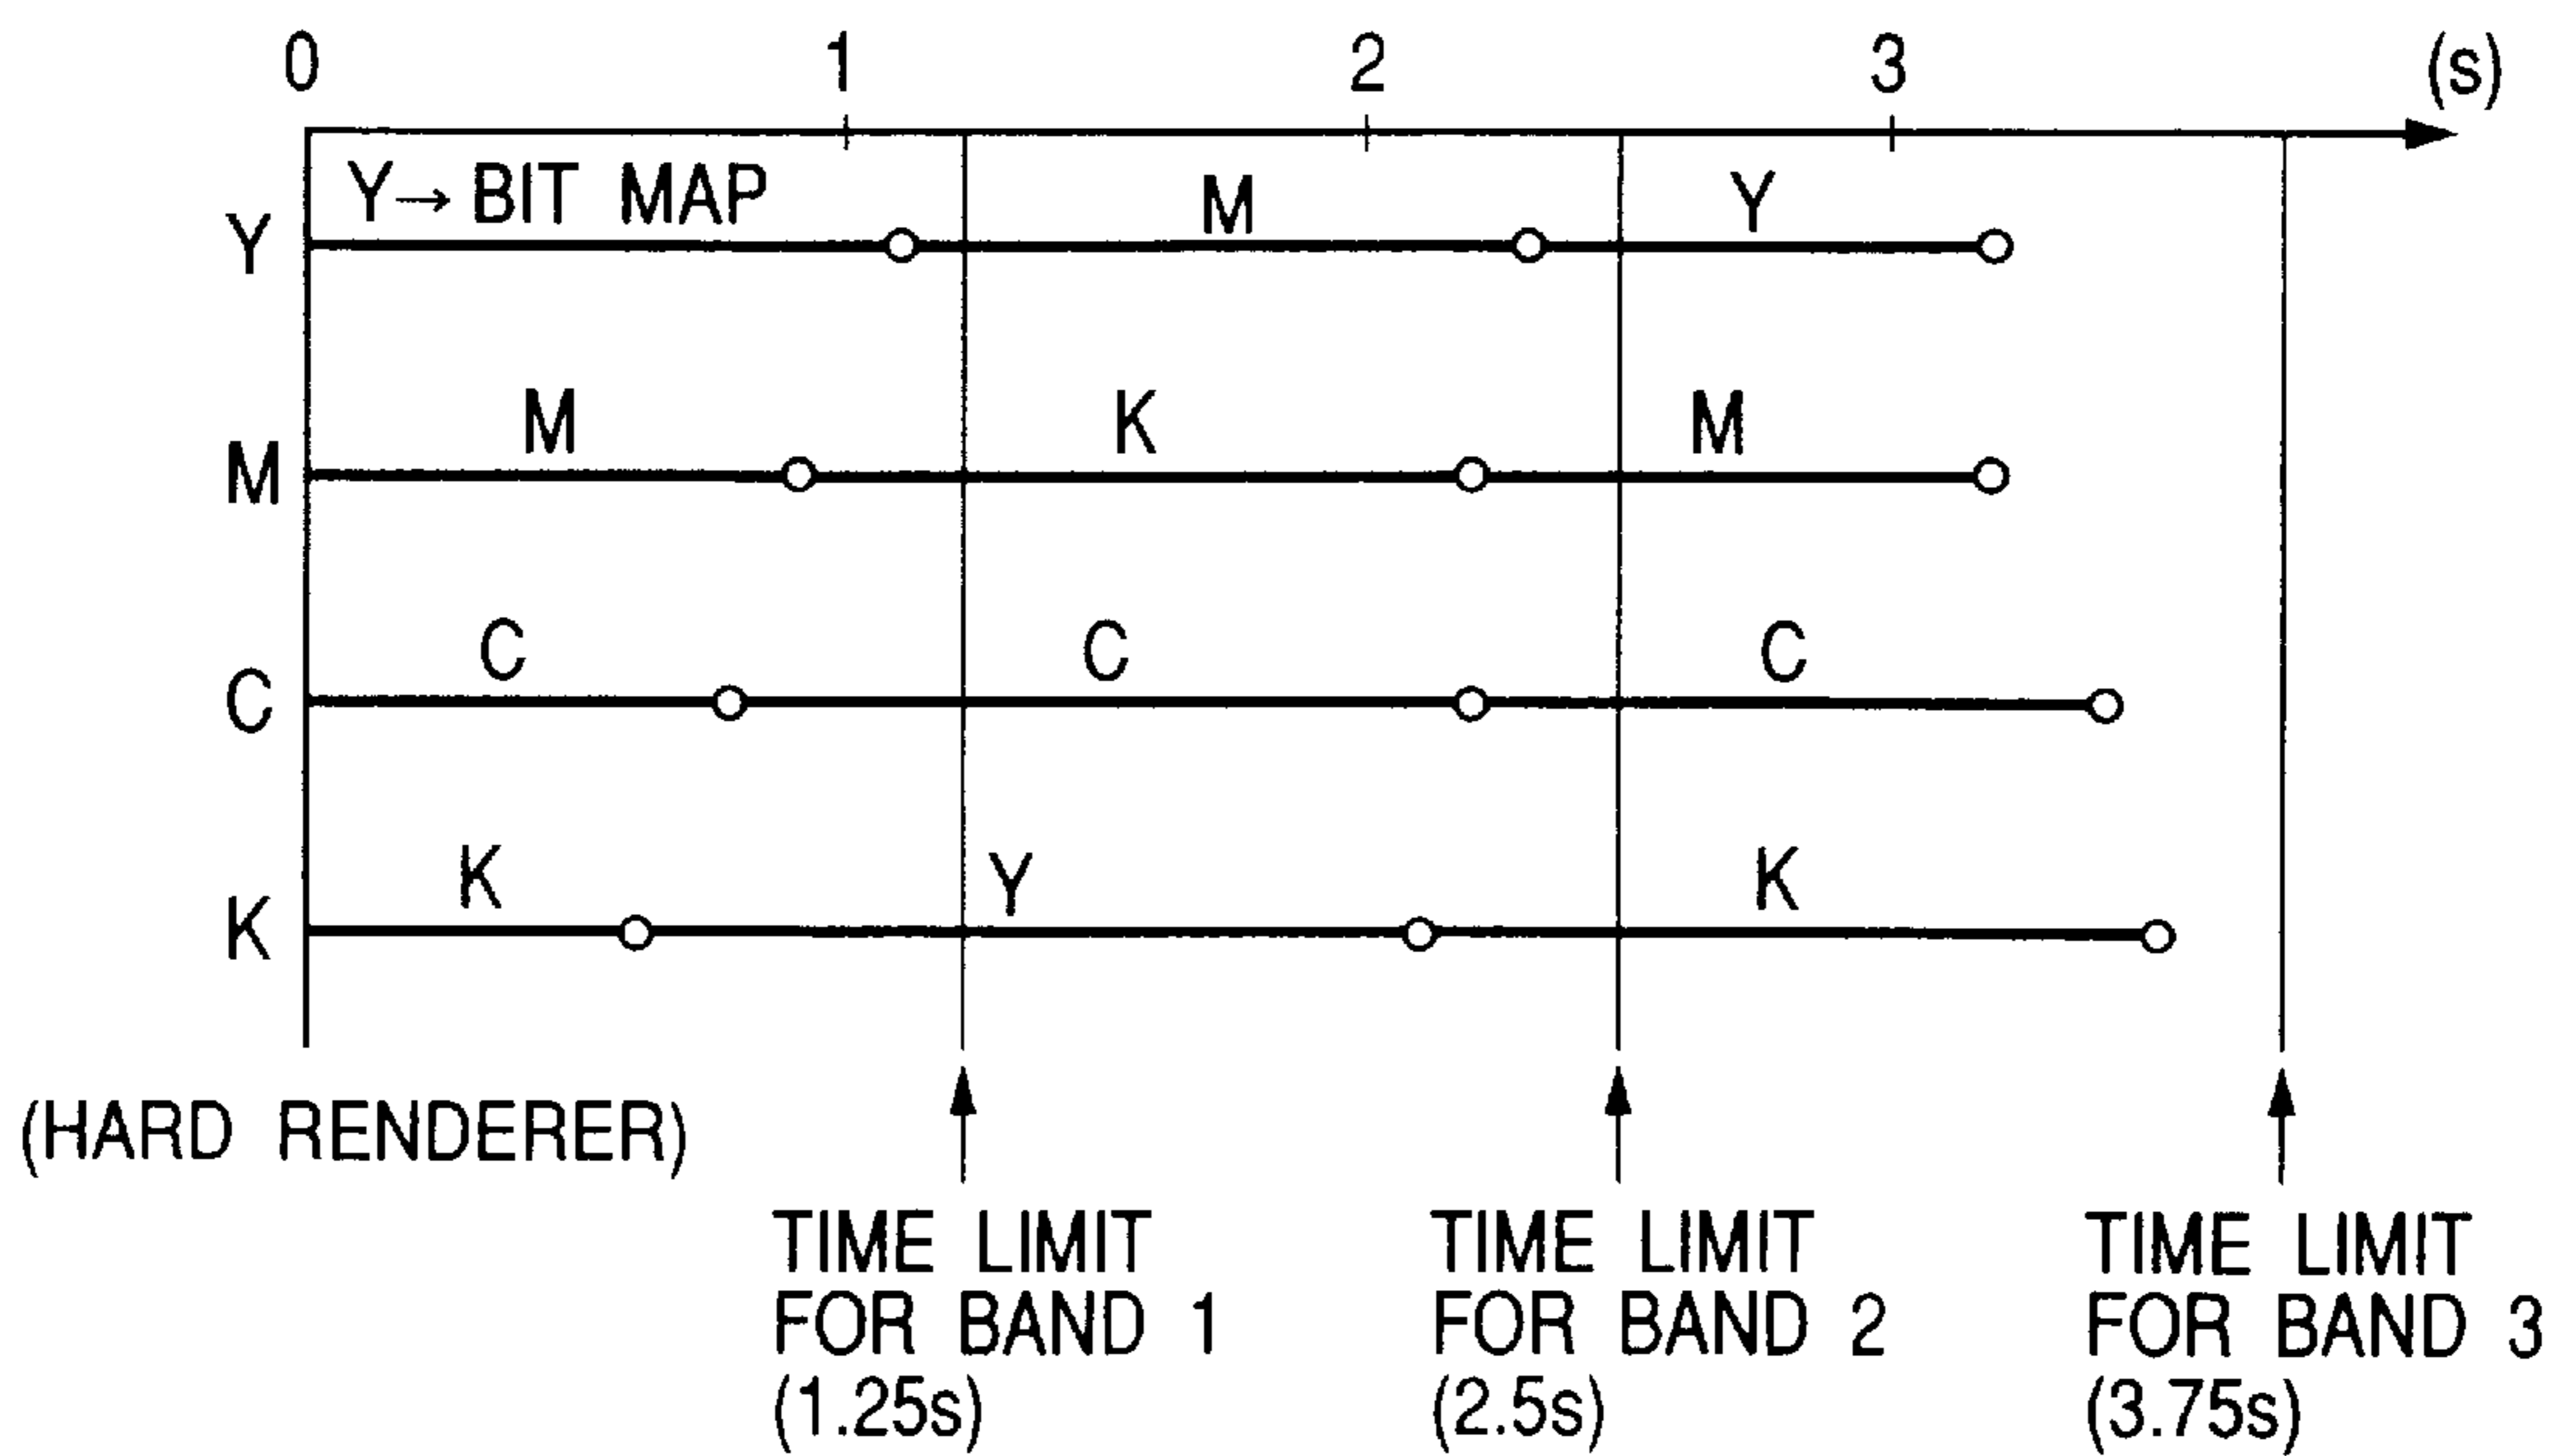 0 1 2 3 (s)
Y→ BIT MAP M Y
Y
M K M
M
C C C
C
K Y K
K
(HARD RENDERER)
TIME LIMIT FOR BAND 1 (1.25s)
TIME LIMIT FOR BAND 2 (2.5s)
TIME LIMIT FOR BAND 3 (3.75s)